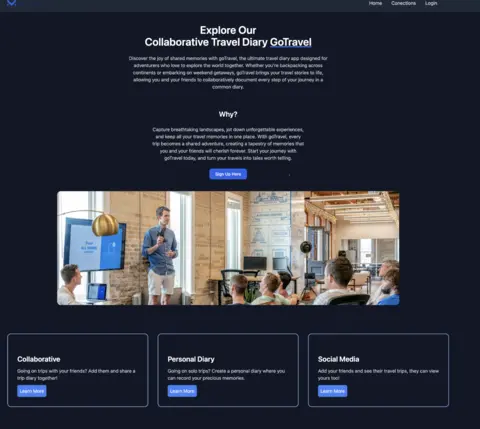 Home Conections Login
Explore Our
Collaborative Travel Diary GoTravel
Discover the joy of shared memories with goTravel, the ultimate travel diary app designed for
adventurers who love to explore the world together. Whether you're backpacking across
continents or embarking on weekend getaways, goTravel brings your travel stories to life,
allowing you and your friends to collaboratively document every step of your journey in a
common diary.
Why?
Capture breathtaking landscapes, jot down unforgettable experiences,
and keep all your travel memories in one place. With goTravel, every
trip becomes a shared adventure, creating a tapestry of memories that
you and your friends will cherish forever. Start your journey with
goTravel today, and turn your travels into tales worth telling.
Sign Up Here
Collaborative
Going on trips with your friends? Add them and share a
trip diary together!
Learn More
Personal Diary
Going on solo trips? Create a personal diary where you
can record your precious memories.
Learn More
Social Media
Add your friends and see their travel trips, they can view
yours too!
Learn More